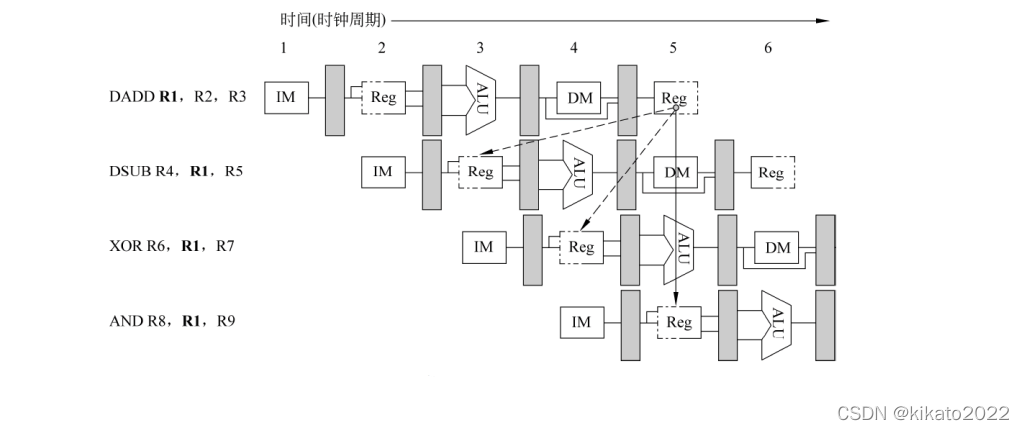 时间(时钟周期)
1 2 3 4 5 6
DADD R1，R2，R3 IM Reg ALU DM Reg
DSUB R4，R1，R5 IM Reg ALU DM Reg
XOR R6，R1，R7 IM Reg ALU DM
AND R8，R1，R9 IM Reg ALU
CSDN @kikato2022